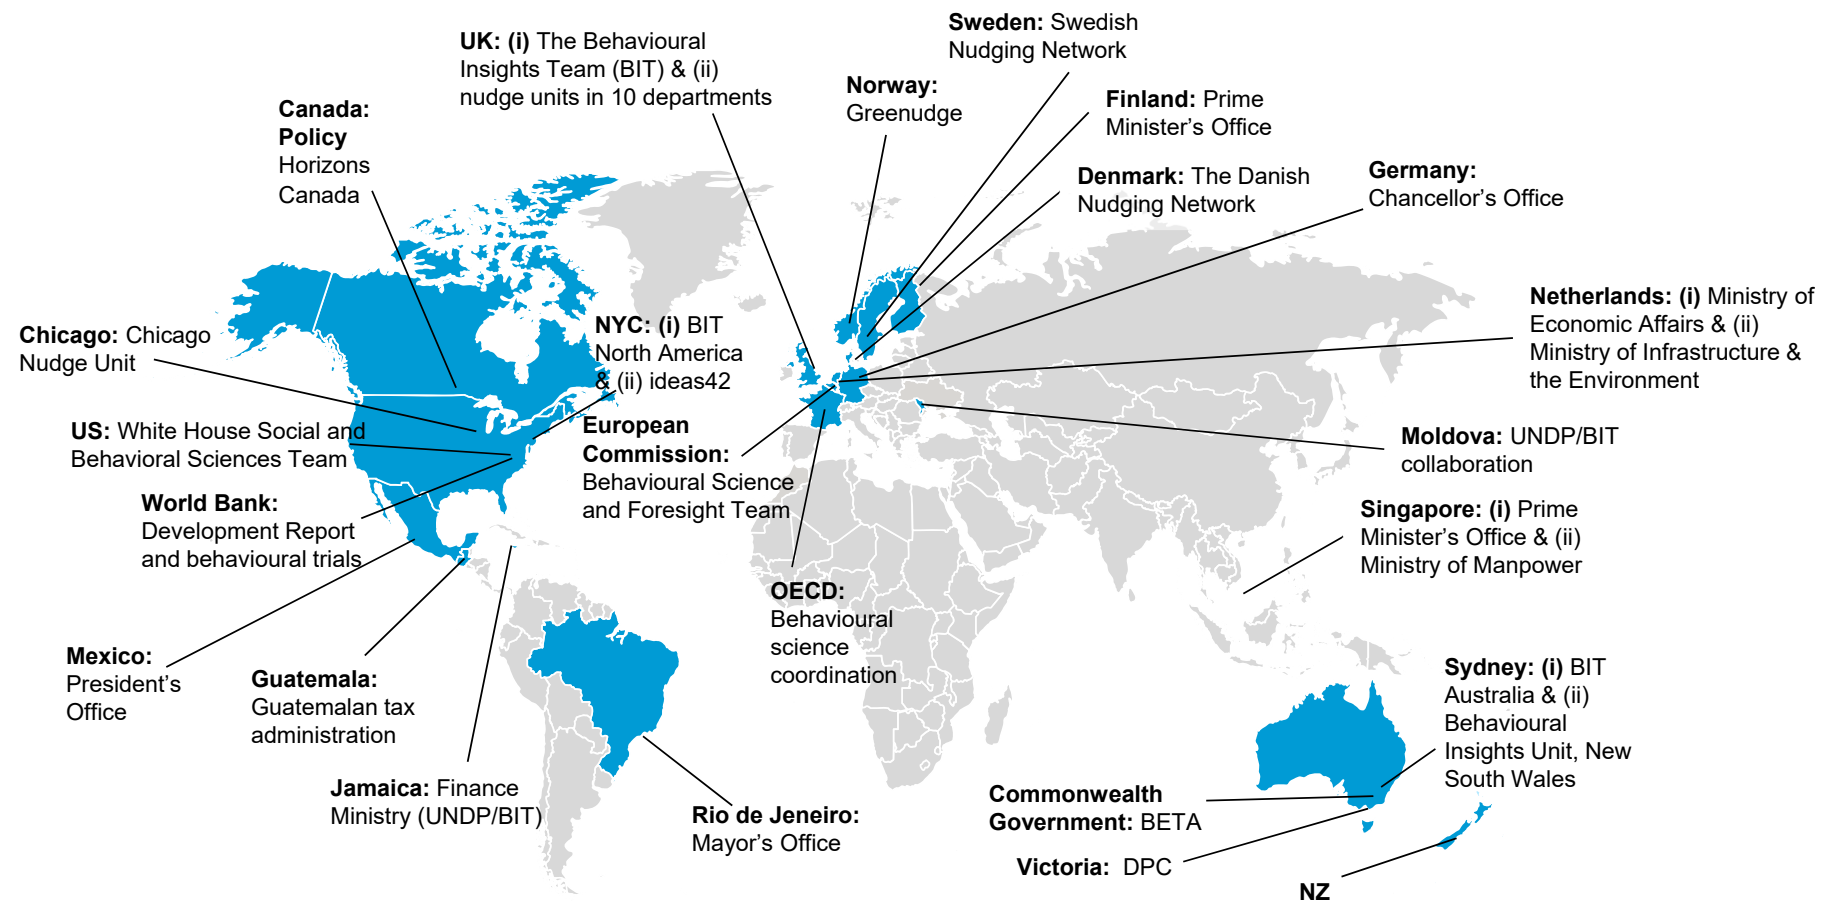 Sweden: Swedish
Nudging Network
UK: (i) The Behavioural
Insights Team (BIT) & (ii)
nudge units in 10 departments
Norway:
Greenudge
Finland: Prime
Minister’s Office
Canada:
Policy
Horizons
Canada
Denmark: The Danish
Nudging Network
Germany:
Chancellor’s Office
Netherlands: (i) Ministry of
Economic Affairs & (ii)
Ministry of Infrastructure &
the Environment
Chicago: Chicago
Nudge Unit
NYC: (i) BIT
North America
& (ii) ideas42
US: White House Social and
Behavioral Sciences Team
European
Commission:
Behavioural Science
and Foresight Team
Moldova: UNDP/BIT
collaboration
World Bank:
Development Report
and behavioural trials
Singapore: (i) Prime
Minister’s Office & (ii)
Ministry of Manpower
OECD:
Behavioural
science
coordination
Mexico:
President’s
Office
Guatemala:
Guatemalan tax
administration
Sydney: (i) BIT
Australia & (ii)
Behavioural
Insights Unit, New
South Wales
Jamaica: Finance
Ministry (UNDP/BIT)
Rio de Jeneiro:
Mayor’s Office
Commonwealth
Government: BETA
Victoria: DPC
NZ